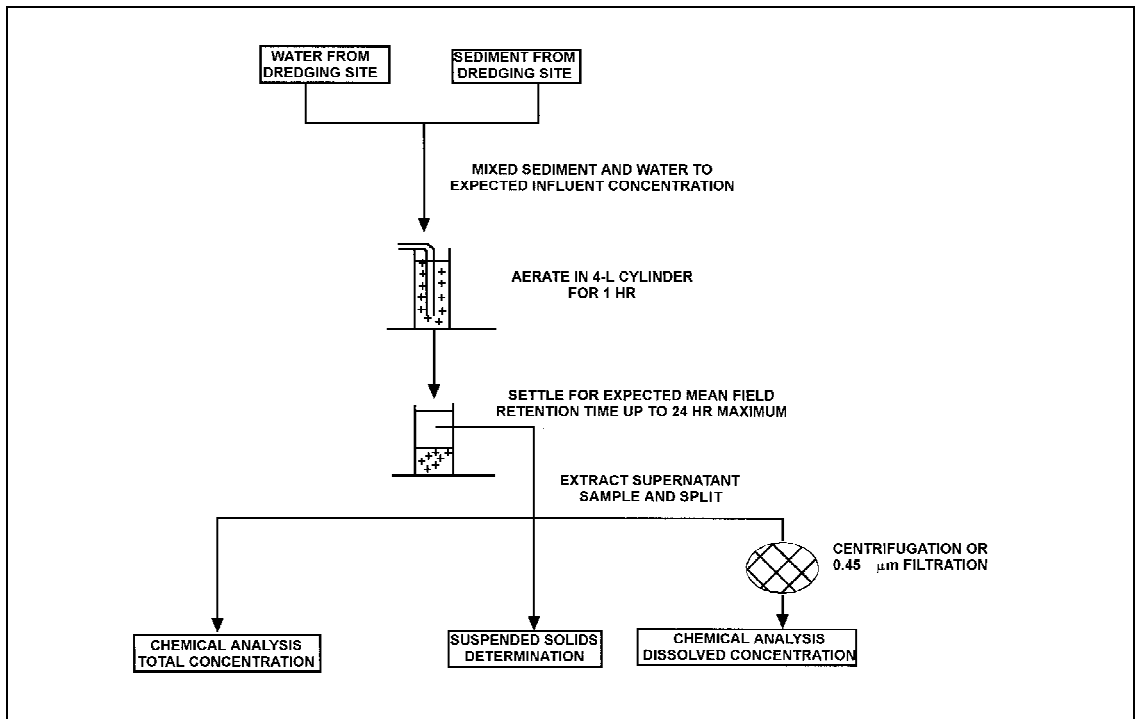 WATER FROM
DREDGING SITE
SEDIMENT FROM
DREDGING SITE
MIXED SEDIMENT AND WATER TO
EXPECTED INFLUENT CONCENTRATION
AERATE IN 4-L CYLINDER
FOR 1 HR
SETTLE FOR EXPECTED MEAN FIELD
RETENTION TIME UP TO 24 HR MAXIMUM
EXTRACT SUPERNATANT
SAMPLE AND SPLIT
CENTRIFUGATION OR
0.45 μm FILTRATION
CHEMICAL ANALYSIS
TOTAL CONCENTRATION
SUSPENDED SOLIDS
DETERMINATION
CHEMICAL ANALYSIS
DISSOLVED CONCENTRATION